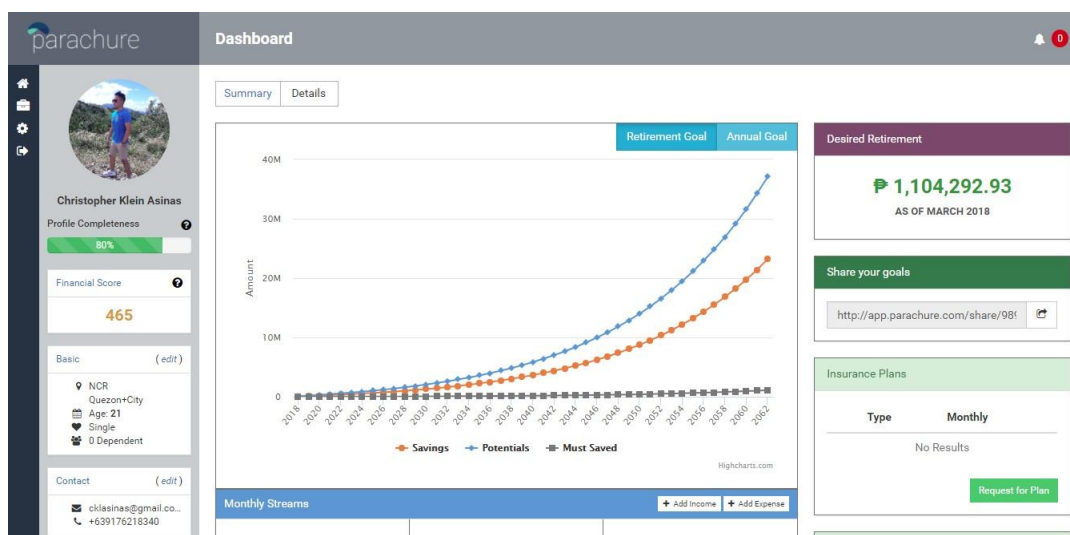 parachure
Dashboard
0
Summary
Details
Christopher Klein Asinas
Profile Completeness
80%
Financial Score
465
Basic
(edit)
NCR
Quezon+City
Age: 21
Single
0 Dependent
Contact
(edit)
cklasinas@gmail.co...
+639176218340
Retirement Goal
Annual Goal
40M
30M
20M
10M
0
Amount
2018
2020
2022
2024
2026
2028
2030
2032
2034
2036
2038
2040
2042
2044
2046
2048
2050
2052
2054
2056
2058
2060
2062
Savings
Potentials
Must Saved
Highcharts.com
Monthly Streams
+ Add Income
+ Add Expense
Desired Retirement
₱ 1,104,292.93
AS OF MARCH 2018
Share your goals
http://app.parachure.com/share/989
Insurance Plans
Type
Monthly
No Results
Request for Plan